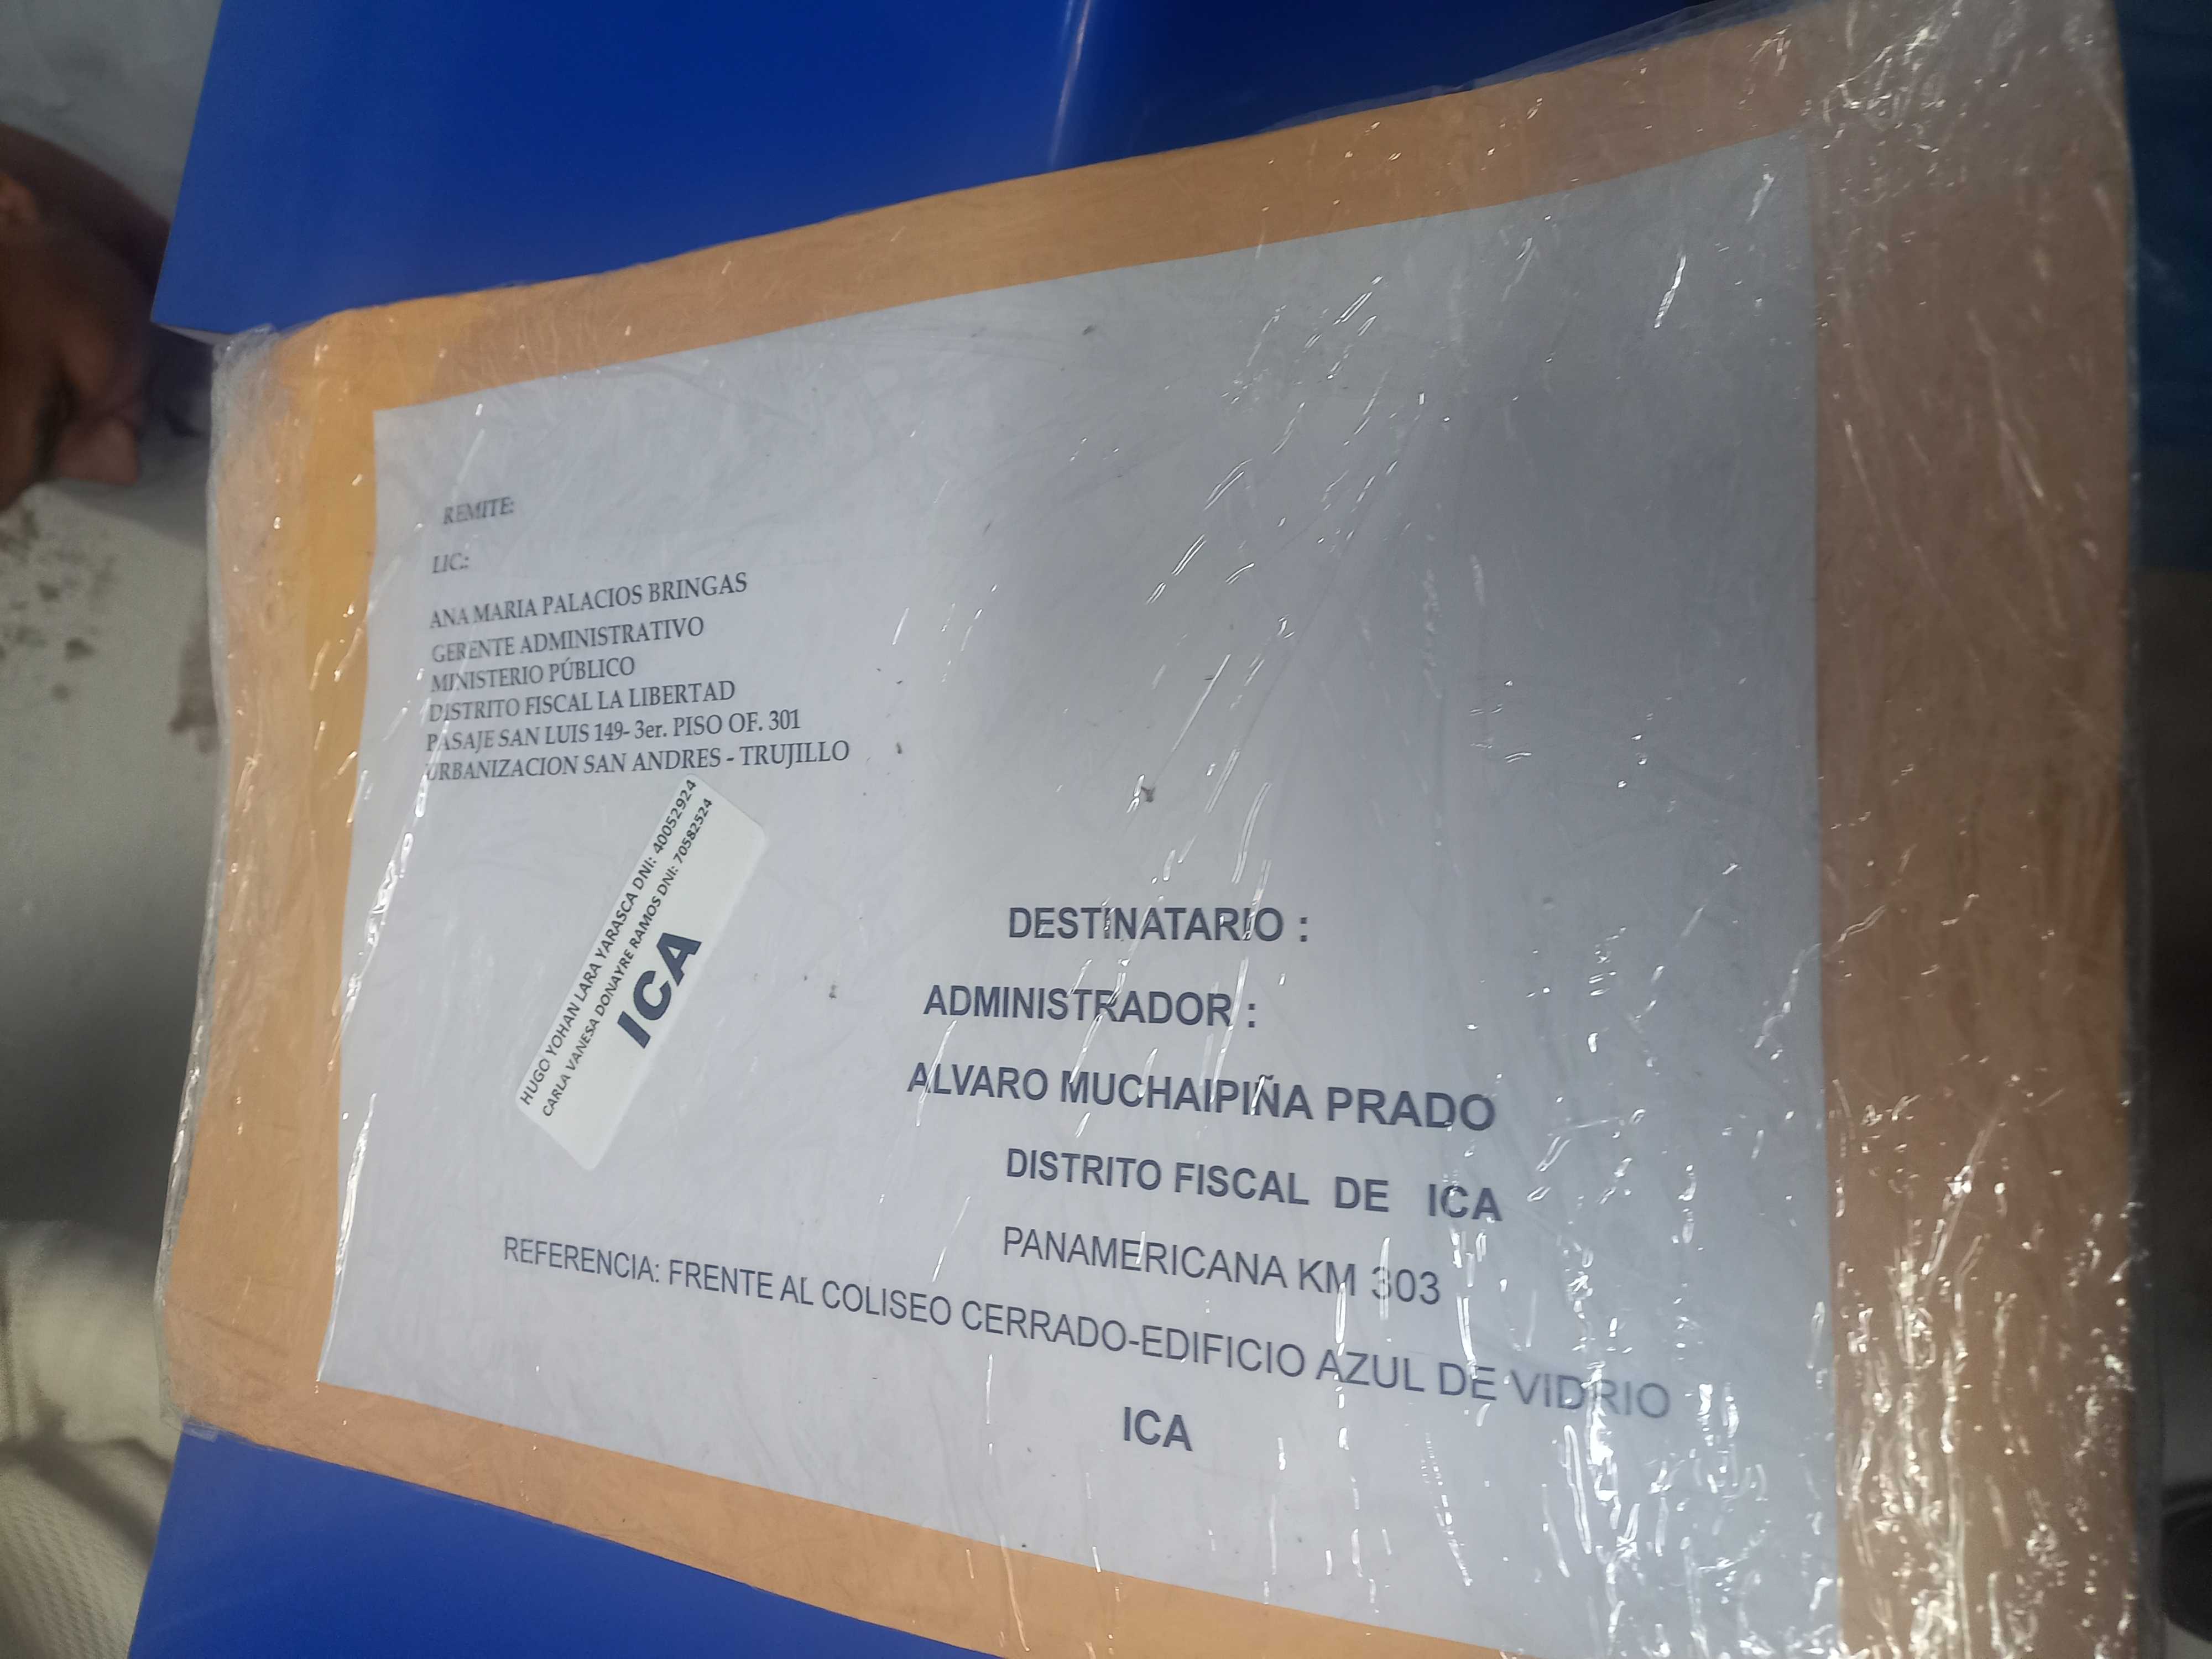 REMITE:
LIC.:
ANA MARIA PALACIOS BRINGAS
GERENTE ADMINISTRATIVO
MINISTERIO PÚBLICO
DISTRITO FISCAL LA LIBERTAD
PASAJE SAN LUIS 149- 3er. PISO OF. 301
URBANIZACION SAN ANDRES - TRUJILLO
HUGO YOHAN LARA YARASCA DNI: 40052924
CARLA VANESA DONAYRE RAMOS DNI: 70582524
ICA
DESTINATARIO :
ADMINISTRADOR :
ALVARO MUCHAIPIÑA PRADO
DISTRITO FISCAL DE ICA
PANAMERICANA KM 303
REFERENCIA: FRENTE AL COLISEO CERRADO-EDIFICIO AZUL DE VIDRIO
ICA